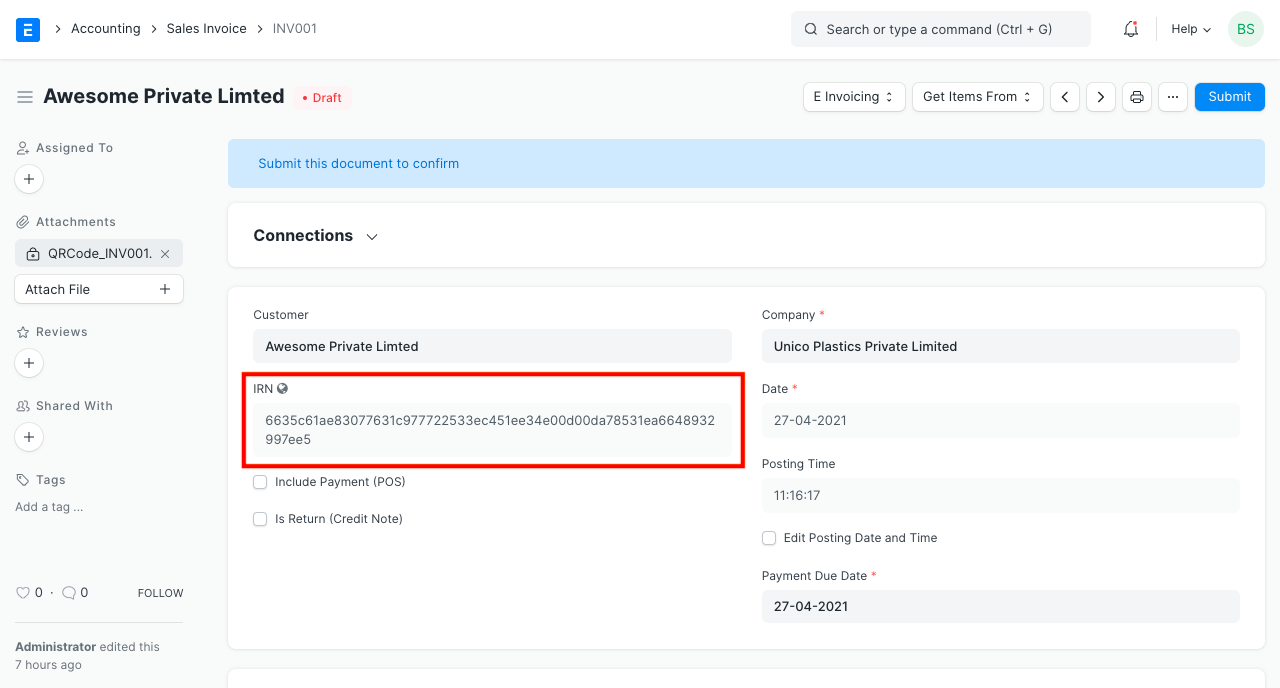 E
Accounting
Sales Invoice
INV001
Search or type a command (Ctrl + G)
Help
BS
Awesome Private Limted
Draft
E Invoicing
Get Items From
Submit
Assigned To
Attachments
QRCode_INV001.
Attach File
Reviews
Shared With
Tags
Add a tag ...
0 · 0
FOLLOW
Administrator edited this
7 hours ago
Submit this document to confirm
Connections
Customer
Awesome Private Limted
IRN
6635c61ae83077631c977722533ec451ee34e00d00da78531ea6648932
997ee5
Include Payment (POS)
Is Return (Credit Note)
Company *
Unico Plastics Private Limited
Date *
27-04-2021
Posting Time
11:16:17
Edit Posting Date and Time
Payment Due Date *
27-04-2021